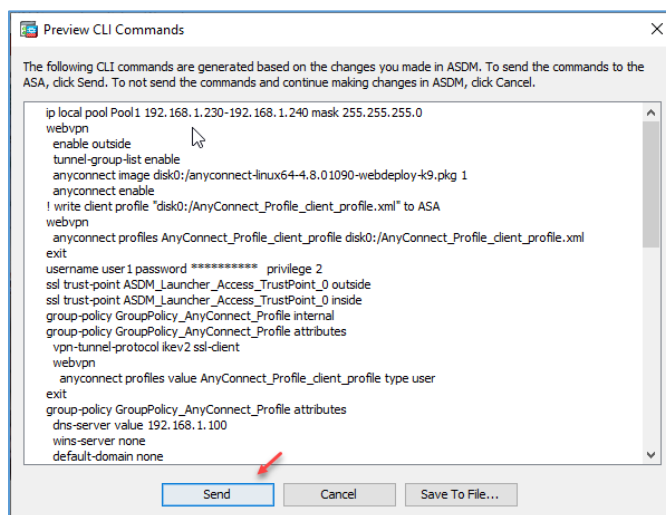 Preview CLI Commands
The following CLI commands are generated based on the changes you made in ASDM. To send the commands to the
ASA, click Send. To not send the commands and continue making changes in ASDM, click Cancel.
ip local pool Pool1 192.168.1.230-192.168.1.240 mask 255.255.255.0
webvpn
enable outside
tunnel-group-list enable
anyconnect image disk0:/anyconnect-linux64-4.8.01090-webdeploy-k9.pkg 1
anyconnect enable
! write client profile "disk0:/AnyConnect_Profile_client_profile.xml" to ASA
webvpn
anyconnect profiles AnyConnect_Profile_client_profile disk0:/AnyConnect_Profile_client_profile.xml
exit
username user1 password ********** privilege 2
ssl trust-point ASDM_Launcher_Access_TrustPoint_0 outside
ssl trust-point ASDM_Launcher_Access_TrustPoint_0 inside
group-policy GroupPolicy_AnyConnect_Profile internal
group-policy GroupPolicy_AnyConnect_Profile attributes
vpn-tunnel-protocol ikev2 ssl-client
webvpn
anyconnect profiles value AnyConnect_Profile_client_profile type user
exit
group-policy GroupPolicy_AnyConnect_Profile attributes
dns-server value 192.168.1.100
wins-server none
default-domain none
Send Cancel Save To File...